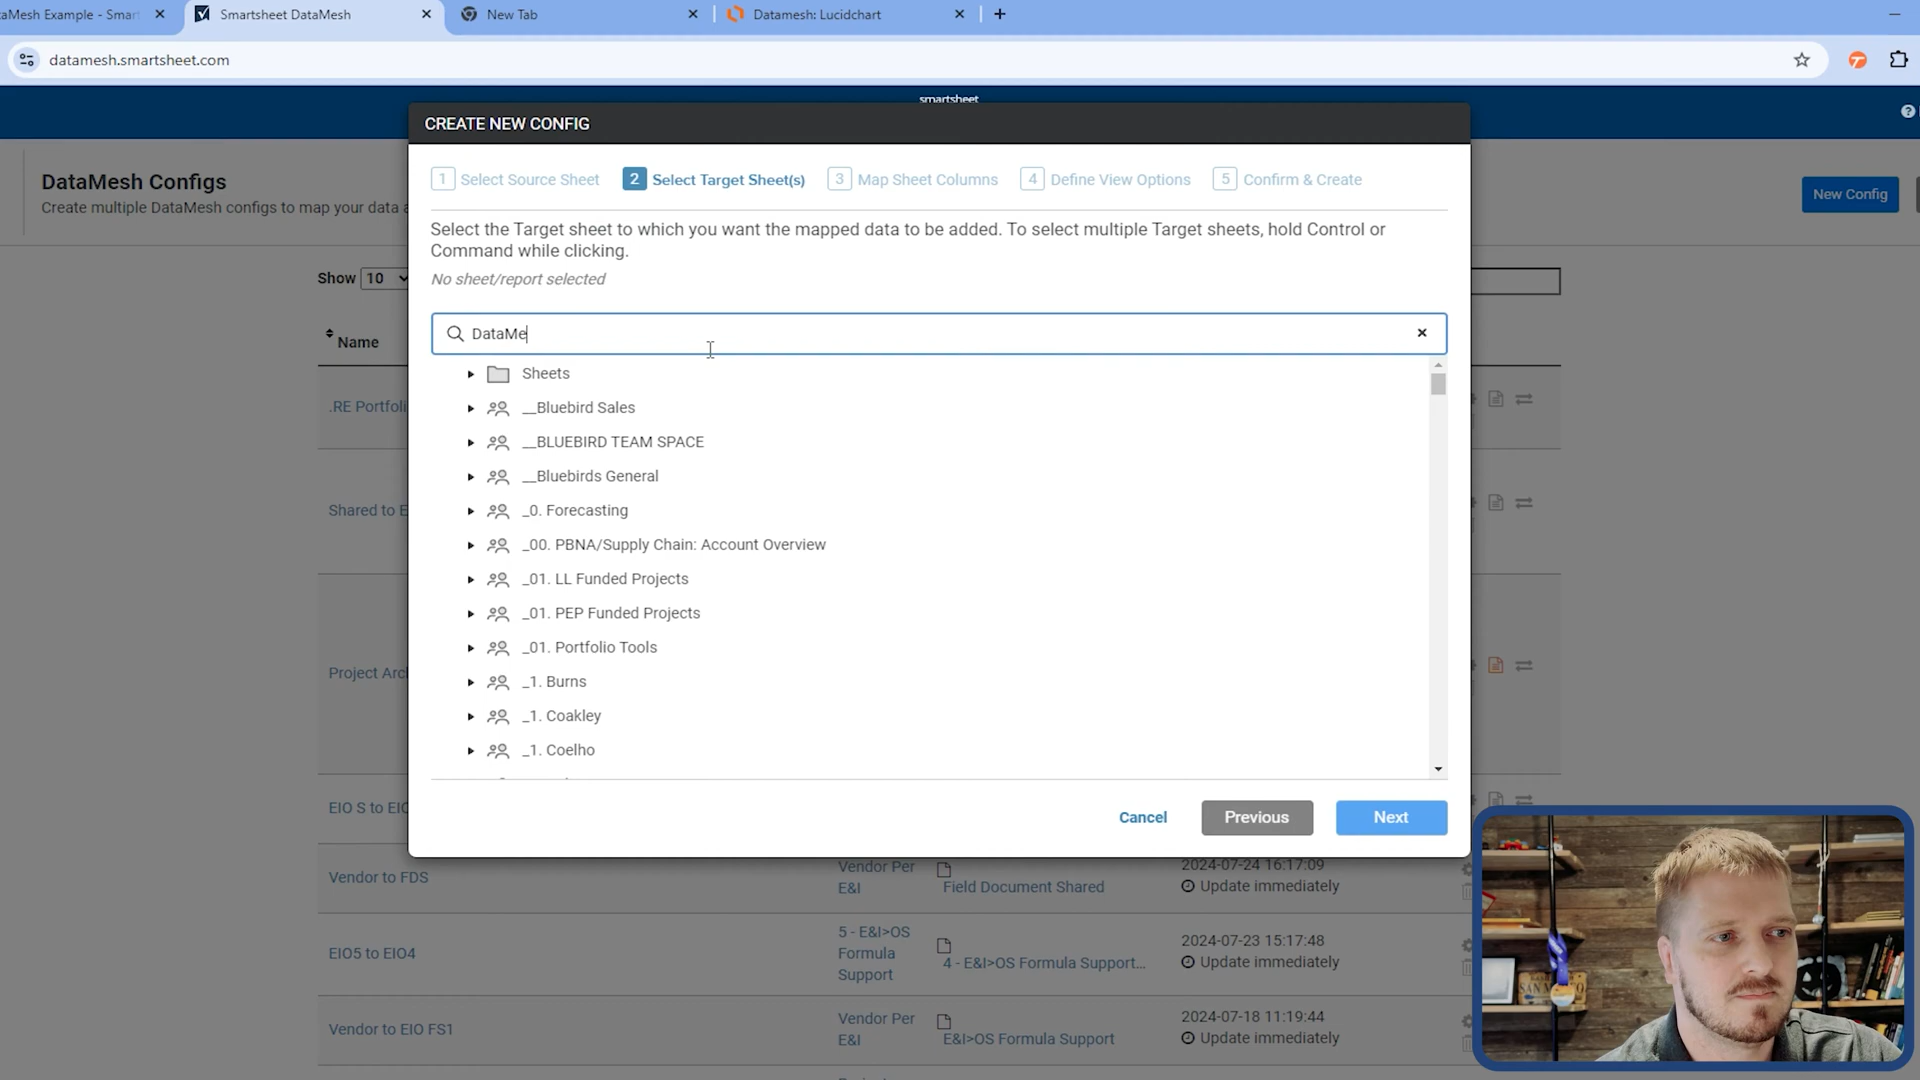 aMesh Example - Smar
Smartsheet DataMesh
New Tab
Datamesh: Lucidchart
datamesh.smartsheet.com
smartsheet
CREATE NEW CONFIG
1 Select Source Sheet
2 Select Target Sheet(s)
3 Map Sheet Columns
4 Define View Options
5 Confirm & Create
Select the Target sheet to which you want the mapped data to be added. To select multiple Target sheets, hold Control or
Command while clicking.
No sheet/report selected
DataMe
Sheets
__Bluebird Sales
__BLUEBIRD TEAM SPACE
__Bluebirds General
_0. Forecasting
_00. PBNA/Supply Chain: Account Overview
_01. LL Funded Projects
_01. PEP Funded Projects
_01. Portfolio Tools
_1. Burns
_1. Coakley
_1. Coelho
Cancel
Previous
Next
DataMesh Configs
Create multiple DataMesh configs to map your data a
New Config
Show 10
Name
.RE Portfoli
Shared to E
Project Arc
EIO S to EIO
Vendor to FDS
Vendor Per
E&I
Field Document Shared
2024-07-24 16:17:09
Update immediately
EIO5 to EIO4
5 - E&I>OS
Formula
Support
4 - E&I>OS Formula Support...
2024-07-23 15:17:48
Update immediately
Vendor to EIO FS1
Vendor Per
E&I
E&I>OS Formula Support
2024-07-18 11:19:44
Update immediately